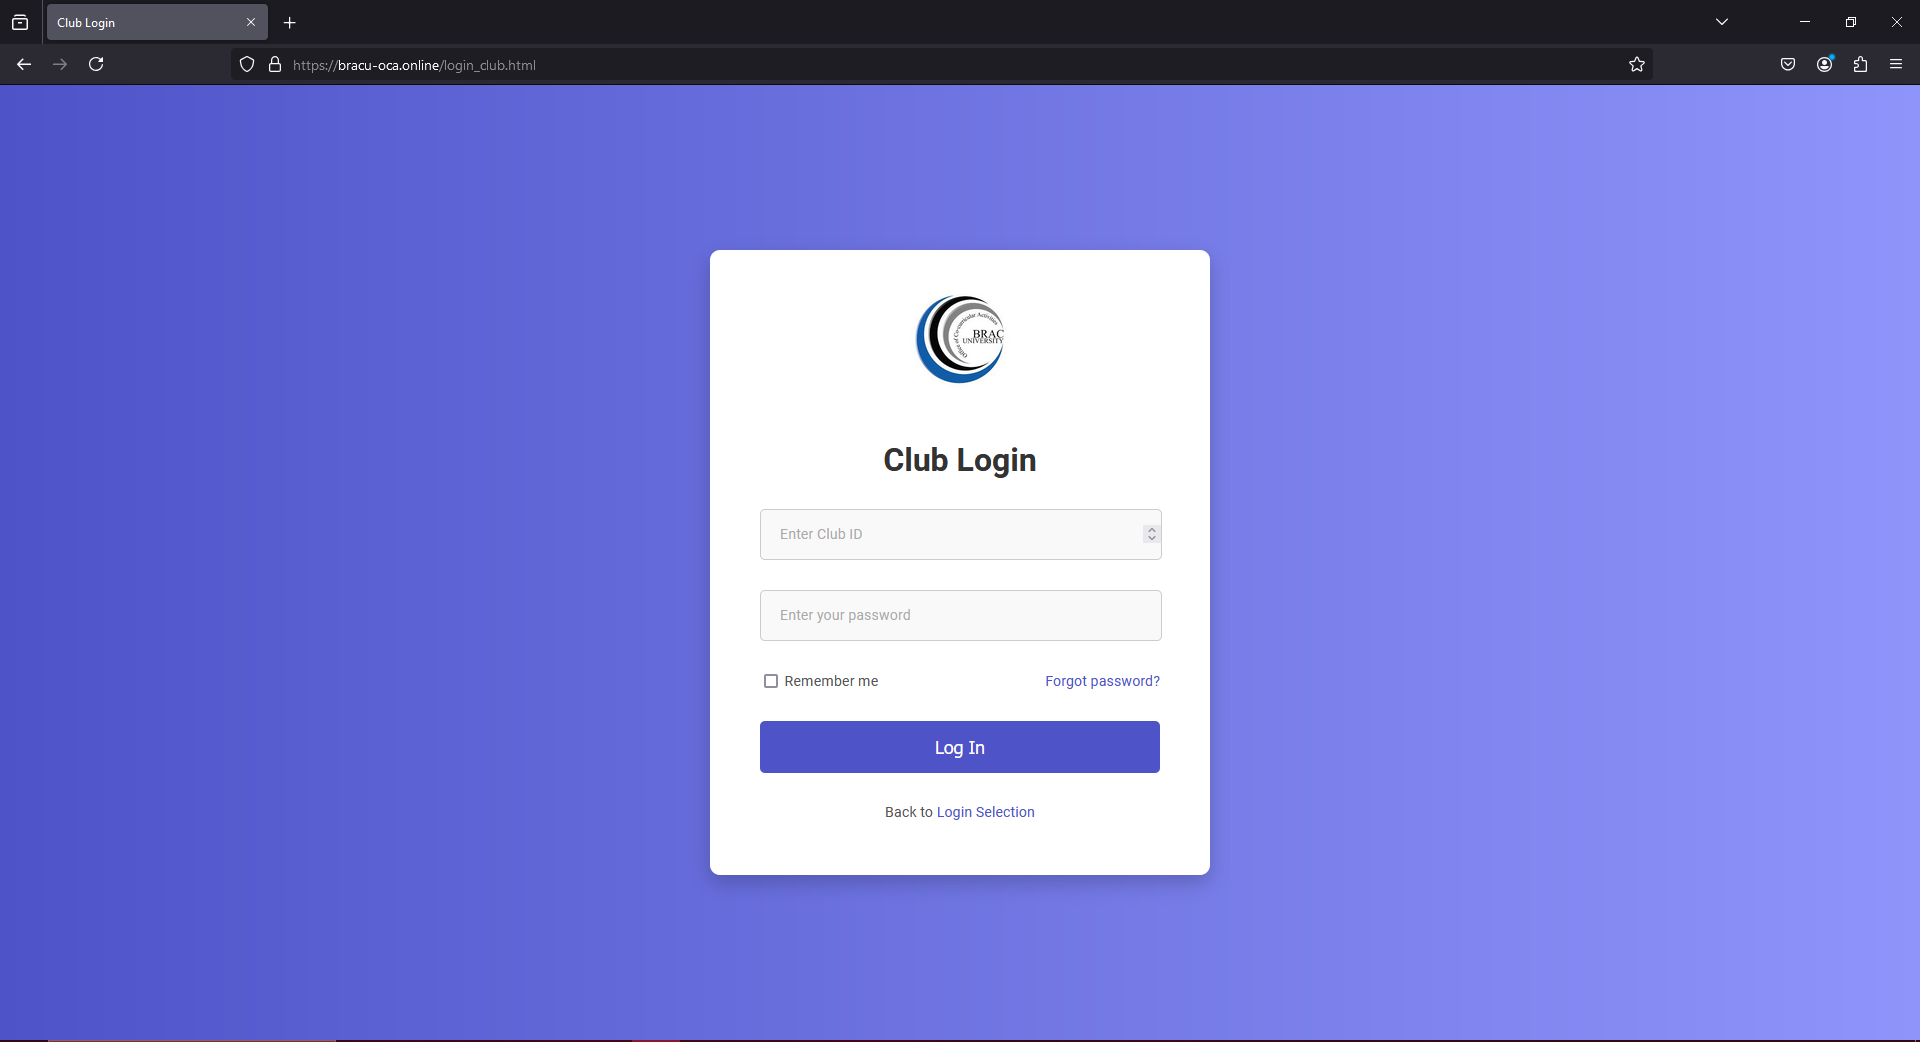 Club Login
https://bracu-oca.online/login_club.html
Office of Co-curricular Activities
BRAC
UNIVERSITY
Club Login
Enter Club ID
Enter your password
Remember me
Forgot password?
Log In
Back to Login Selection